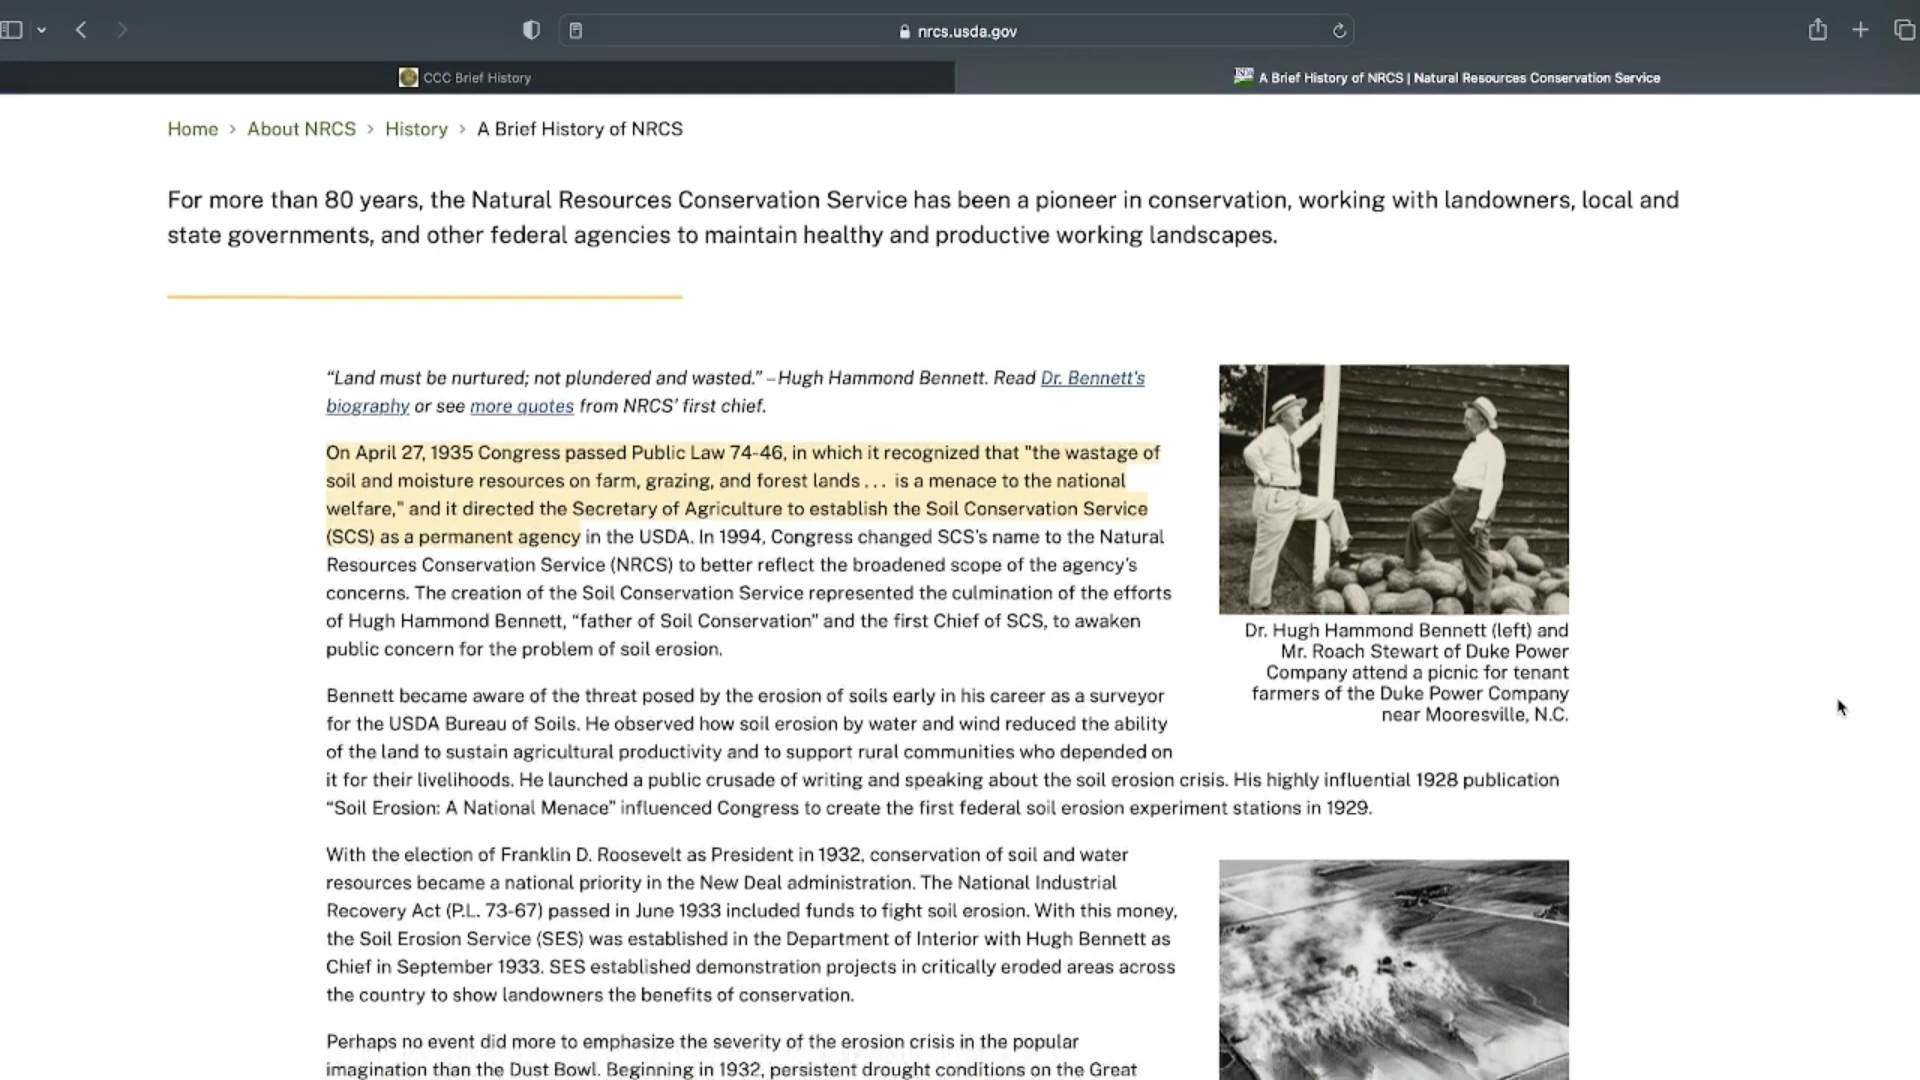 nrcs.usda.gov
CCC Brief History
A Brief History of NRCS | Natural Resources Conservation Service
Home > About NRCS > History > A Brief History of NRCS
For more than 80 years, the Natural Resources Conservation Service has been a pioneer in conservation, working with landowners, local and
state governments, and other federal agencies to maintain healthy and productive working landscapes.
“Land must be nurtured; not plundered and wasted.” – Hugh Hammond Bennett. Read Dr. Bennett's
biography or see more quotes from NRCS’ first chief.
On April 27, 1935 Congress passed Public Law 74-46, in which it recognized that "the wastage of
soil and moisture resources on farm, grazing, and forest lands . . . is a menace to the national
welfare," and it directed the Secretary of Agriculture to establish the Soil Conservation Service
(SCS) as a permanent agency in the USDA. In 1994, Congress changed SCS’s name to the Natural
Resources Conservation Service (NRCS) to better reflect the broadened scope of the agency’s
concerns. The creation of the Soil Conservation Service represented the culmination of the efforts
of Hugh Hammond Bennett, “father of Soil Conservation” and the first Chief of SCS, to awaken
public concern for the problem of soil erosion.
Dr. Hugh Hammond Bennett (left) and
Mr. Roach Stewart of Duke Power
Company attend a picnic for tenant
farmers of the Duke Power Company
near Mooresville, N.C.
Bennett became aware of the threat posed by the erosion of soils early in his career as a surveyor
for the USDA Bureau of Soils. He observed how soil erosion by water and wind reduced the ability
of the land to sustain agricultural productivity and to support rural communities who depended on
it for their livelihoods. He launched a public crusade of writing and speaking about the soil erosion crisis. His highly influential 1928 publication
“Soil Erosion: A National Menace” influenced Congress to create the first federal soil erosion experiment stations in 1929.
With the election of Franklin D. Roosevelt as President in 1932, conservation of soil and water
resources became a national priority in the New Deal administration. The National Industrial
Recovery Act (P.L. 73-67) passed in June 1933 included funds to fight soil erosion. With this money,
the Soil Erosion Service (SES) was established in the Department of Interior with Hugh Bennett as
Chief in September 1933. SES established demonstration projects in critically eroded areas across
the country to show landowners the benefits of conservation.
Perhaps no event did more to emphasize the severity of the erosion crisis in the popular
imagination than the Dust Bowl. Beginning in 1932, persistent drought conditions on the Great